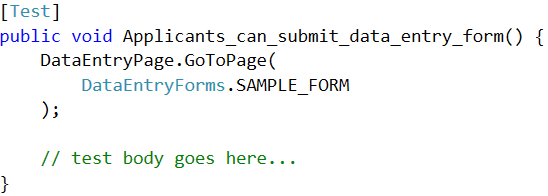 [Test]
public void Applicants_can_submit_data_entry_form() {
    DataEntryPage.GoToPage(
        DataEntryForms.SAMPLE_FORM
    );

    // test body goes here...
}